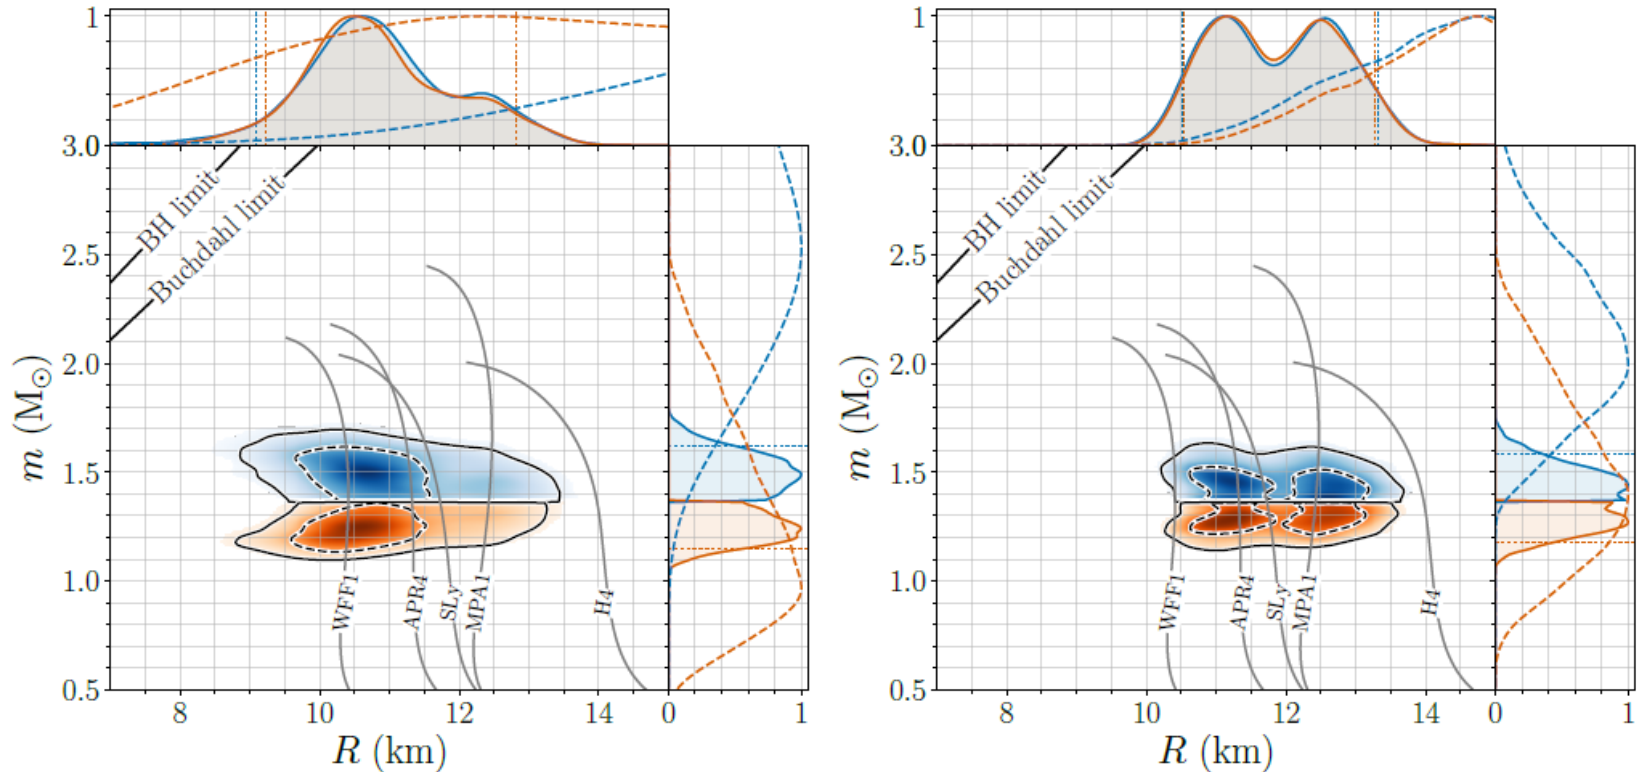 1
1
3.0
3.0
BH limit
BH limit
Buchdahl limit
Buchdahl limit
2.5
2.5
2.0
2.0
m (M⊙)
m (M⊙)
1.5
1.5
1.0
1.0
WFF1
APR4
SLy
MPA1
H4
WFF1
APR4
SLy
MPA1
H4
0.5
0.5
8 10 12 14 0 1
8 10 12 14 0 1
R (km)
R (km)